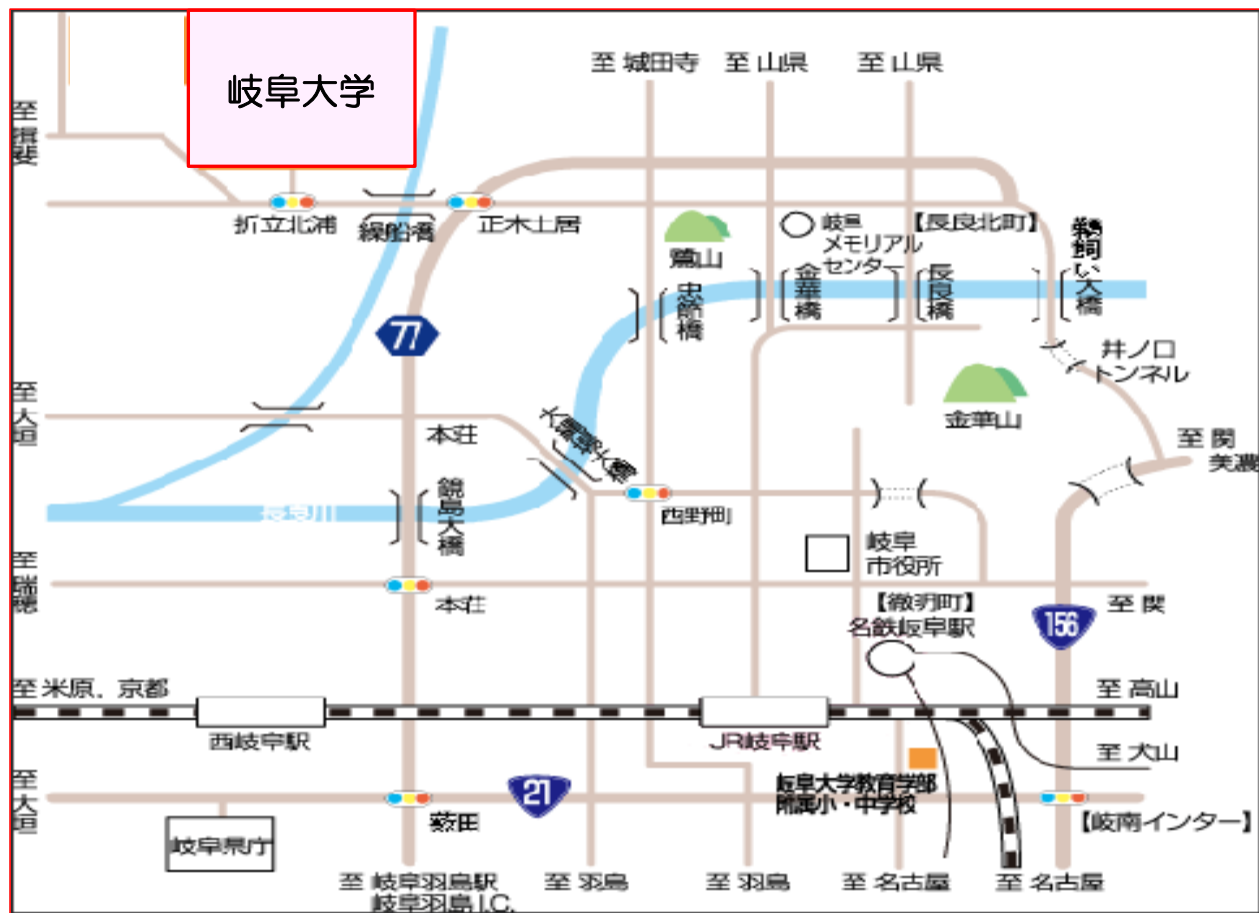 岐阜大学
至 城田寺
至 山県
至 山県
至
揖斐
折立北浦
繰船橋
正木土居
鷺山
岐阜
メモリアル
センター
【長良北町】
鵜飼い大橋
忠節橋
金華橋
長良橋
77
井ノ口
トンネル
至
大垣
本荘
大縄場大橋
金華山
至 関
美濃
長良川
鏡島大橋
西野町
岐阜
市役所
至
瑞穂
本荘
【徹明町】
名鉄岐阜駅
156
至 関
至 米原，京都
西岐阜駅
JR岐阜駅
至 高山
至 犬山
至
大垣
21
岐阜大学教育学部
附属小・中学校
薮田
岐阜県庁
【岐南インター】
至 岐阜羽島駅
岐阜羽島I.C.
至 羽島
至 羽島
至 名古屋
至 名古屋